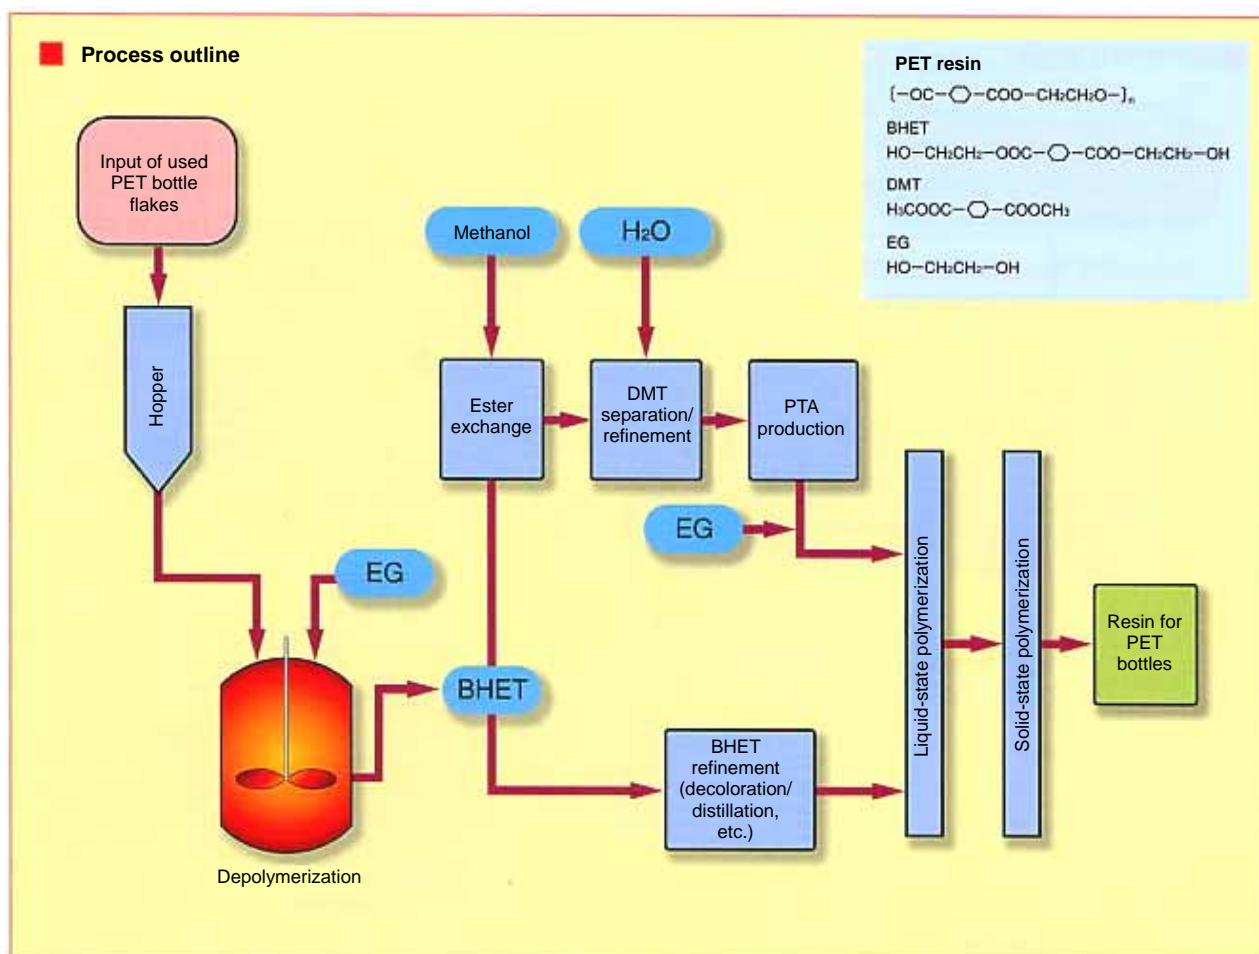 Process outline
PET resin
[-OC-⬡-COO-CH₂CH₂O-]n
BHET
HO-CH₂CH₂-OOC-⬡-COO-CH₂CH₂-OH
DMT
H₃COOC-⬡-COOCH₃
EG
HO-CH₂CH₂-OH
Input of used
PET bottle
flakes
Hopper
Methanol
H₂O
Ester
exchange
DMT
separation/
refinement
PTA
production
EG
EG
BHET
Depolymerization
BHET
refinement
(decoloration/
distillation,
etc.)
Liquid-state polymerization
Solid-state polymerization
Resin for
PET
bottles